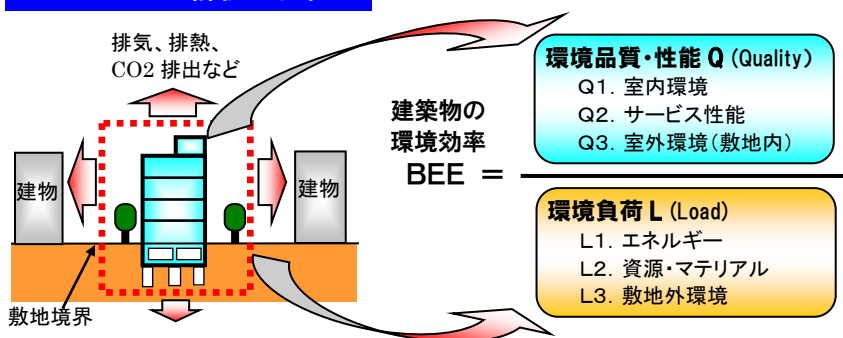 排気、排熱、
CO2 排出など
建物
建物
敷地境界
建築物の
環境効率
BEE =
環境品質・性能 Q (Quality)
Q1. 室内環境
Q2. サービス性能
Q3. 室外環境(敷地内)
環境負荷 L (Load)
L1. エネルギー
L2. 資源・マテリアル
L3. 敷地外環境